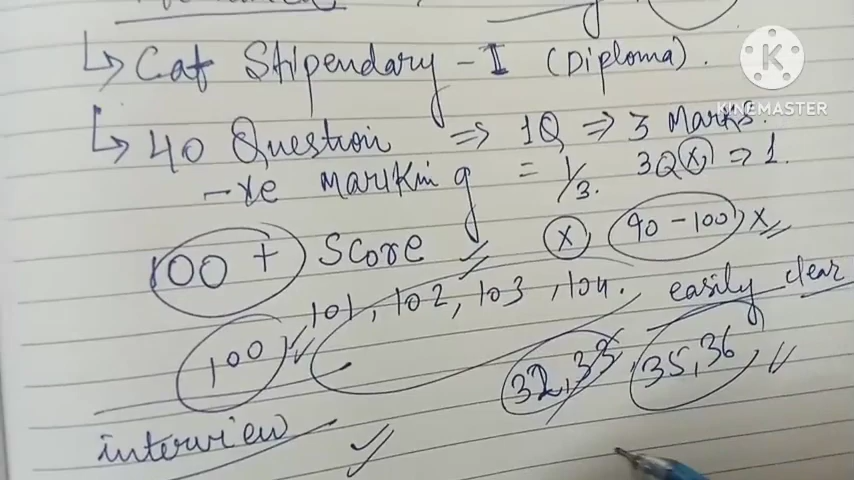 ↳ Cat Stipendary - I (Diploma).
K
KINEMASTER
↳ 40 Question ⇒ 1Q ⇒ 3 Marks.
-ve marking = 1/3. 3Q(x) ⇒ 1.
100 + Score (x) (90 - 100) x
101, 102, 103, 104. easily clear
100 32,33 35,36
interview